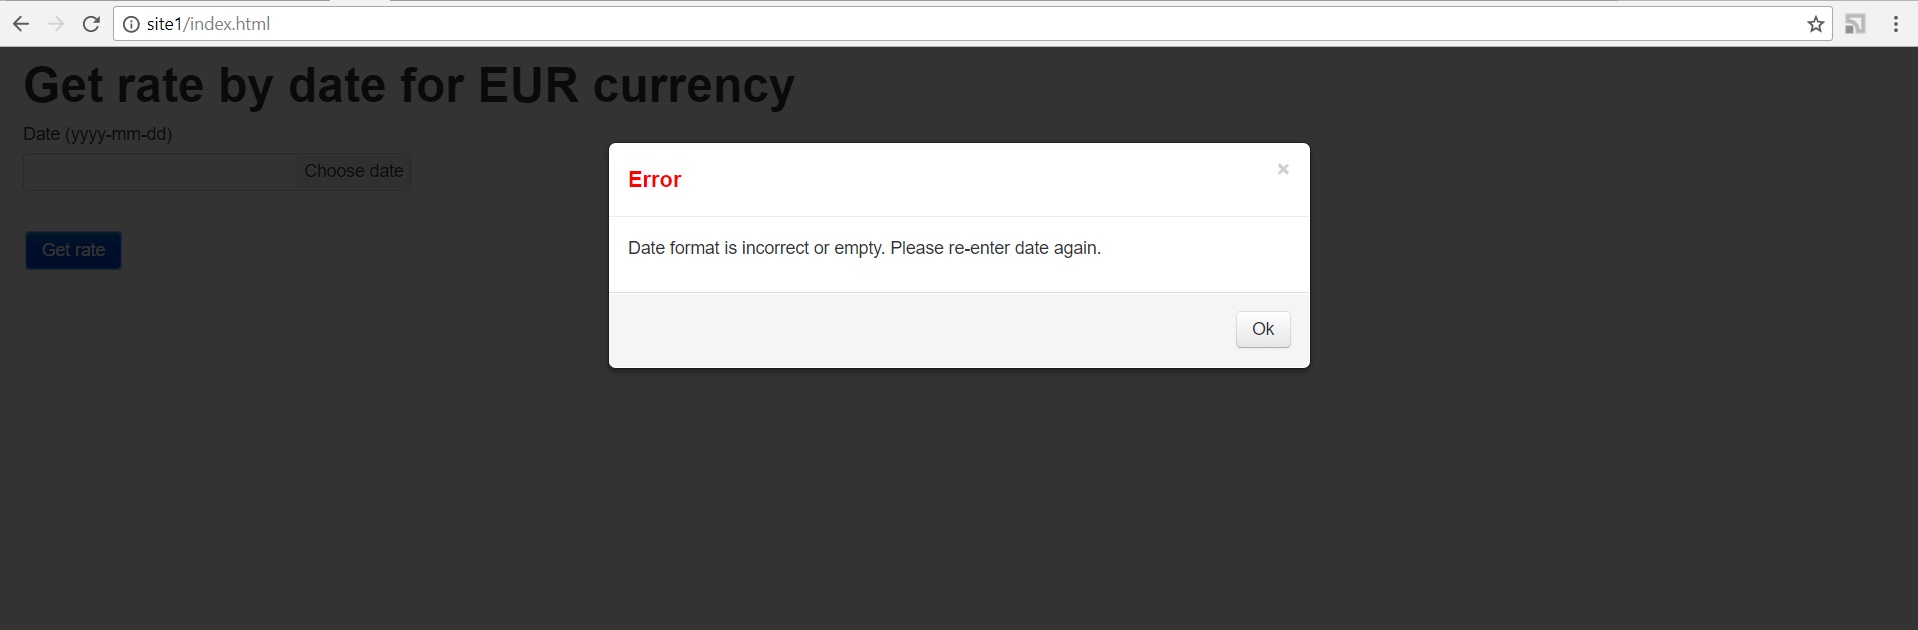 site1/index.html
Get rate by date for EUR currency
Date (yyyy-mm-dd)
Choose date
Get rate
Error
×
Date format is incorrect or empty. Please re-enter date again.
Ok